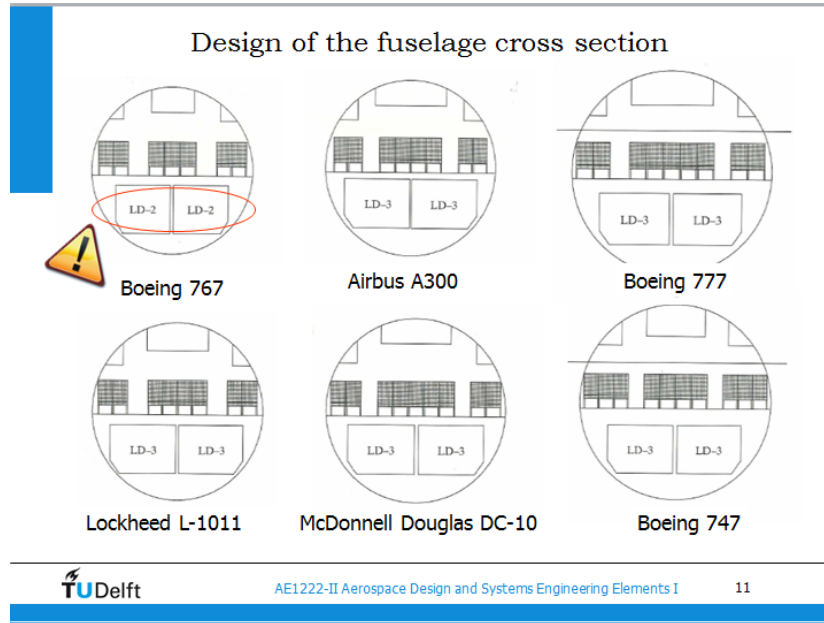 Design of the fuselage cross section
LD-2 LD-2
LD-3 LD-3
LD-3 LD-3
Boeing 767
Airbus A300
Boeing 777
LD-3 LD-3
LD-3 LD-3
LD-3 LD-3
Lockheed L-1011
McDonnell Douglas DC-10
Boeing 747
TUDelft
AE1222-II Aerospace Design and Systems Engineering Elements I
11